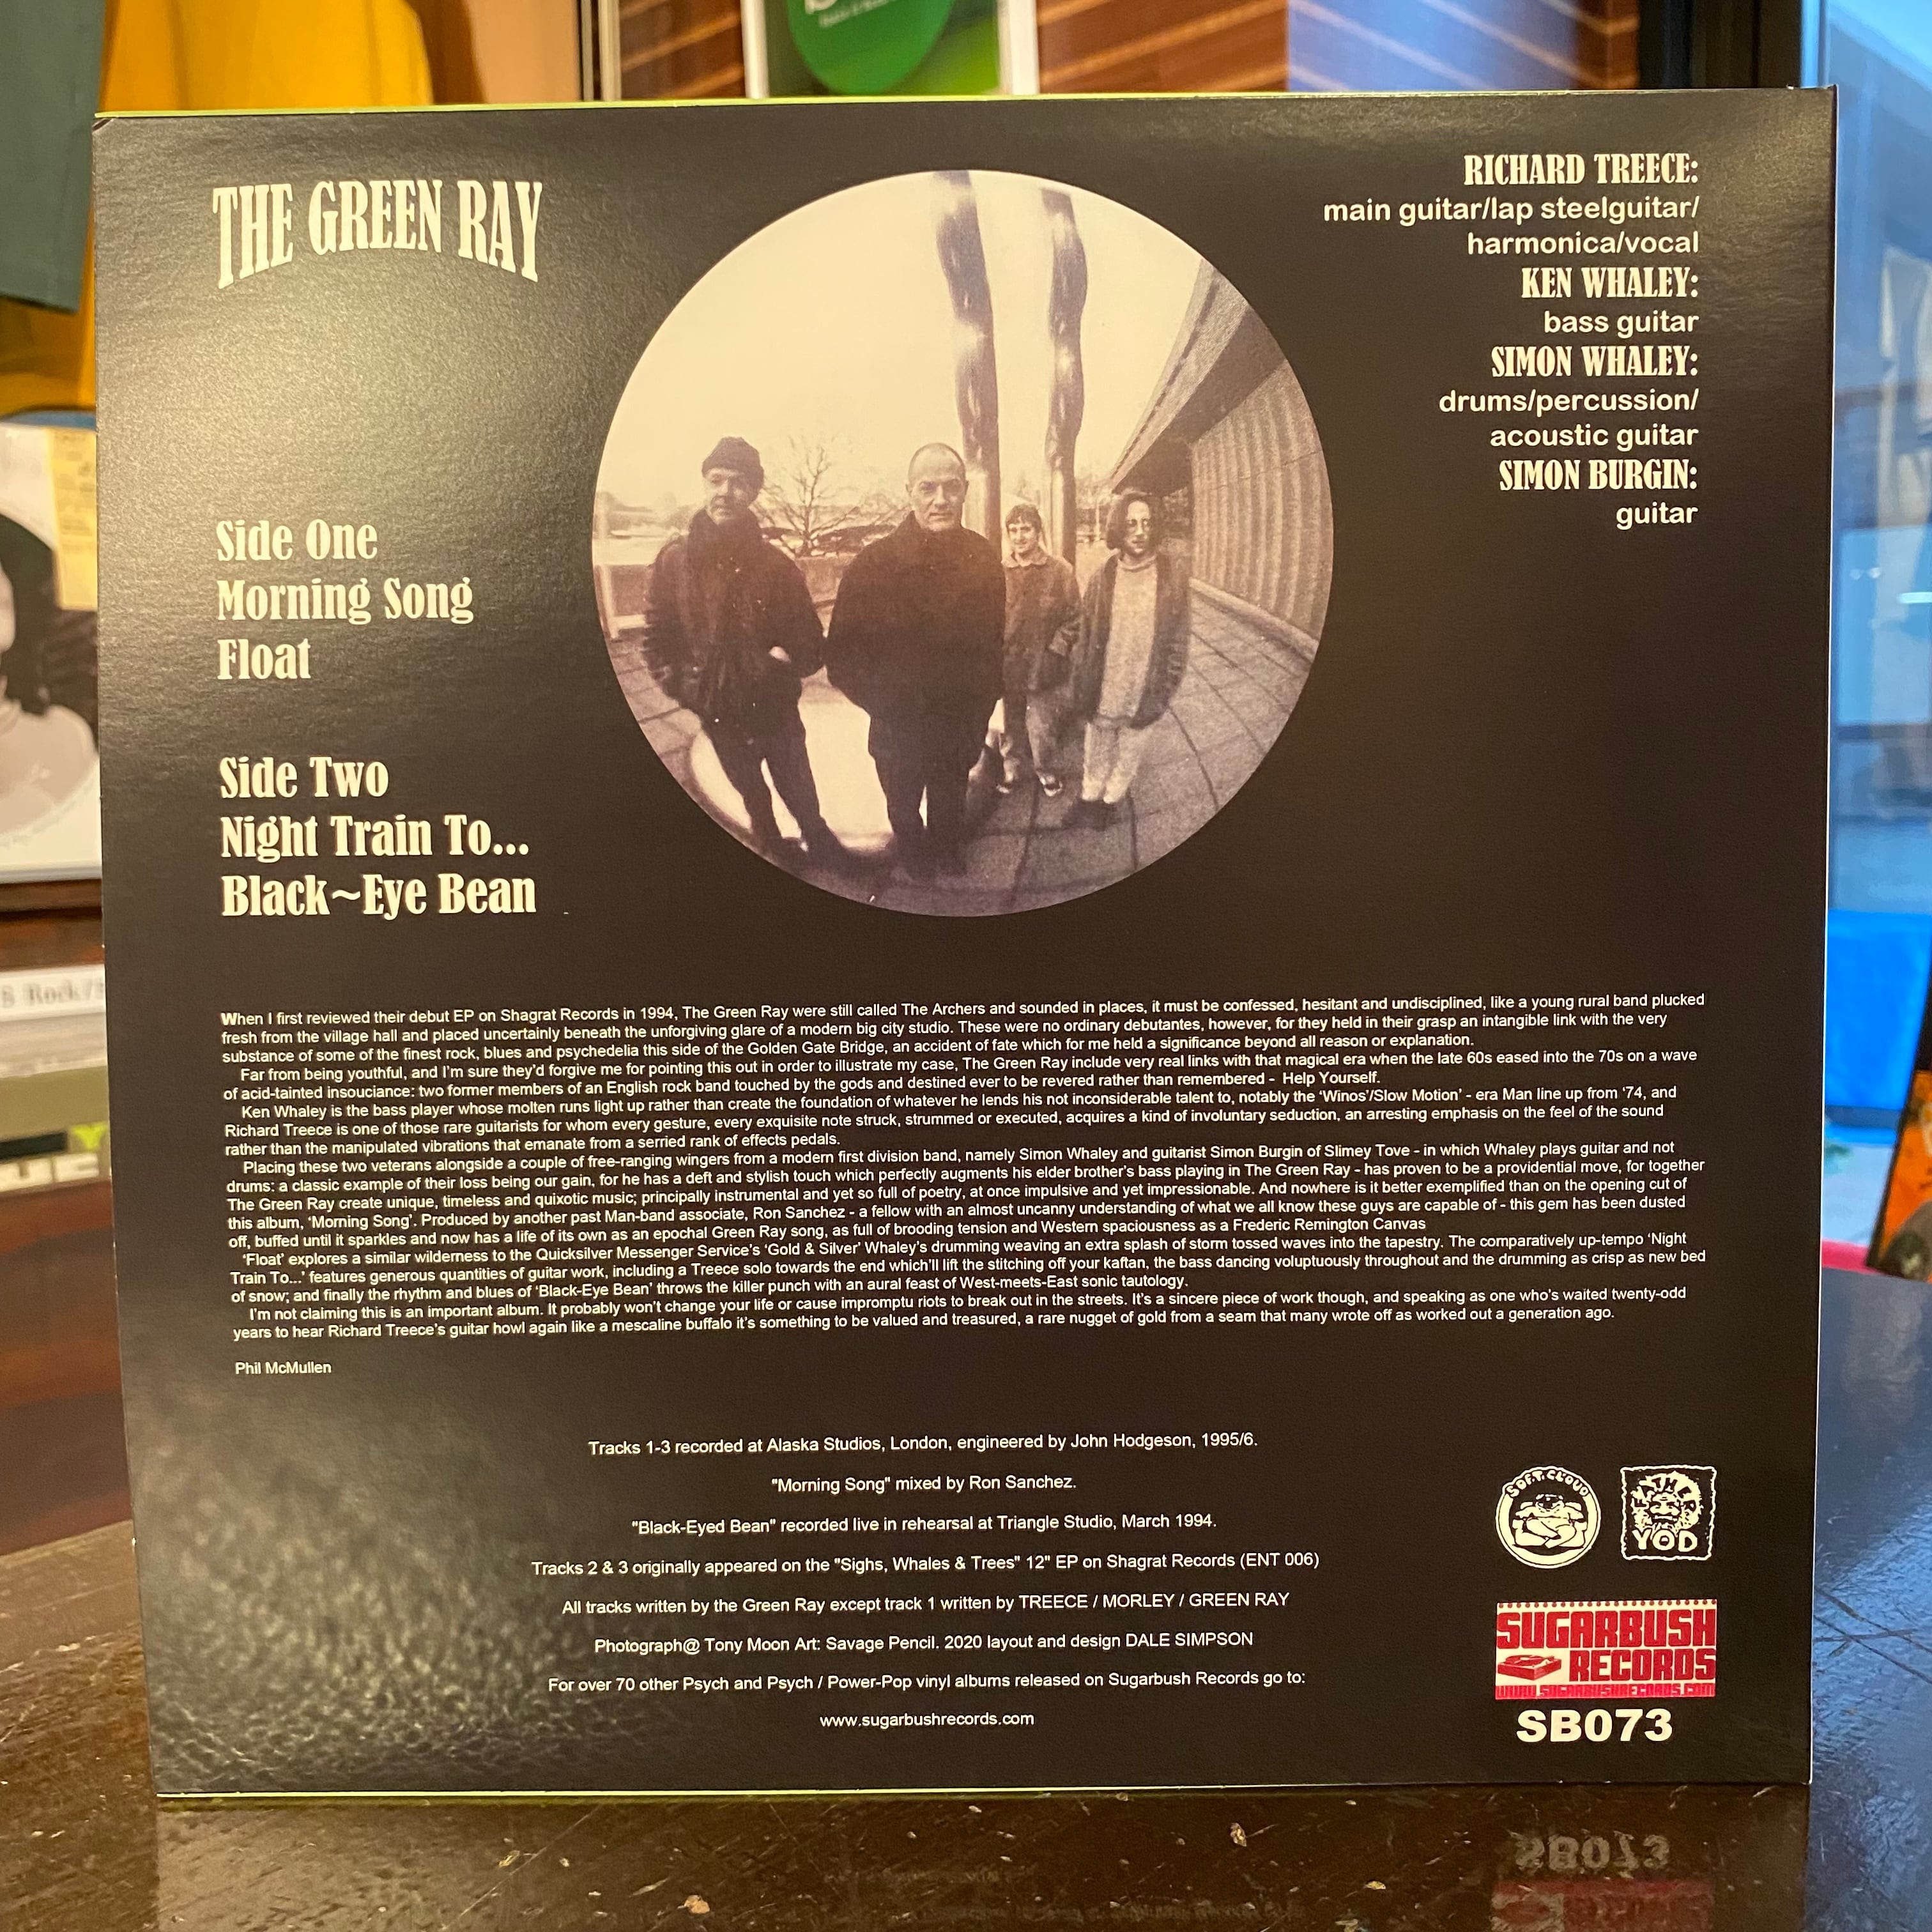 THE GREEN RAY
RICHARD TREECE:
main guitar/lap steelguitar/
harmonica/vocal
KEN WHALEY:
bass guitar
SIMON WHALEY:
drums/percussion/
acoustic guitar
SIMON BURGIN:
guitar
Side One
Morning Song
Float
Side Two
Night Train To...
Black~Eye Bean
When I first reviewed their debut EP on Shagrat Records in 1994, The Green Ray were still called The Archers and sounded in places, it must be confessed, hesitant and undisciplined, like a young rural band plucked
fresh from the village hall and placed uncertainly beneath the unforgiving glare of a modern big city studio. These were no ordinary debutantes, however, for they held in their grasp an intangible link with the very
substance of some of the finest rock, blues and psychedelia this side of the Golden Gate Bridge, an accident of fate which for me held a significance beyond all reason or explanation.
Far from being youthful, and I'm sure they'd forgive me for pointing this out in order to illustrate my case, The Green Ray include very real links with that magical era when the late 60s eased into the 70s on a wave
of acid-tainted insouciance: two former members of an English rock band touched by the gods and destined ever to be revered rather than remembered - Help Yourself.
Ken Whaley is the bass player whose molten runs light up rather than create the foundation of whatever he lends his not inconsiderable talent to, notably the 'Winos'/Slow Motion' - era Man line up from '74, and
Richard Treece is one of those rare guitarists for whom every gesture, every exquisite note struck, strummed or executed, acquires a kind of involuntary seduction, an arresting emphasis on the feel of the sound
rather than the manipulated vibrations that emanate from a serried rank of effects pedals.
Placing these two veterans alongside a couple of free-ranging wingers from a modern first division band, namely Simon Whaley and guitarist Simon Burgin of Slimey Tove - in which Whaley plays guitar and not
drums: a classic example of their loss being our gain, for he has a deft and stylish touch which perfectly augments his elder brother's bass playing in The Green Ray - has proven to be a providential move, for together
The Green Ray create unique, timeless and quixotic music; principally instrumental and yet so full of poetry, at once impulsive and yet impressionable. And nowhere is it better exemplified than on the opening cut of
this album, 'Morning Song'. Produced by another past Man-band associate, Ron Sanchez - a fellow with an almost uncanny understanding of what we all know these guys are capable of - this gem has been dusted
off, buffed until it sparkles and now has a life of its own as an epochal Green Ray song, as full of brooding tension and Western spaciousness as a Frederic Remington Canvas
'Float' explores a similar wilderness to the Quicksilver Messenger Service's 'Gold & Silver' Whaley's drumming weaving an extra splash of storm tossed waves into the tapestry. The comparatively up-tempo 'Night
Train To...' features generous quantities of guitar work, including a Treece solo towards the end which'll lift the stitching off your kaftan, the bass dancing voluptuously throughout and the drumming as crisp as new bed
of snow; and finally the rhythm and blues of 'Black-Eye Bean' throws the killer punch with an aural feast of West-meets-East sonic tautology.
I'm not claiming this is an important album. It probably won't change your life or cause impromptu riots to break out in the streets. It's a sincere piece of work though, and speaking as one who's waited twenty-odd
years to hear Richard Treece's guitar howl again like a mescaline buffalo it's something to be valued and treasured, a rare nugget of gold from a seam that many wrote off as worked out a generation ago.
Phil McMullen
Tracks 1-3 recorded at Alaska Studios, London, engineered by John Hodgeson, 1995/6.
"Morning Song" mixed by Ron Sanchez.
"Black-Eyed Bean" recorded live in rehearsal at Triangle Studio, March 1994.
Tracks 2 & 3 originally appeared on the "Sighs, Whales & Trees" 12" EP on Shagrat Records (ENT 006)
All tracks written by the Green Ray except track 1 written by TREECE / MORLEY / GREEN RAY
Photograph@ Tony Moon Art: Savage Pencil. 2020 layout and design DALE SIMPSON
For over 70 other Psych and Psych / Power-Pop vinyl albums released on Sugarbush Records go to:
www.sugarbushrecords.com
SOFT CLOUD
FATHER
YOD
SUGARBUSH
RECORDS
WWW.SUGARBUSHRECORDS.COM
SB073